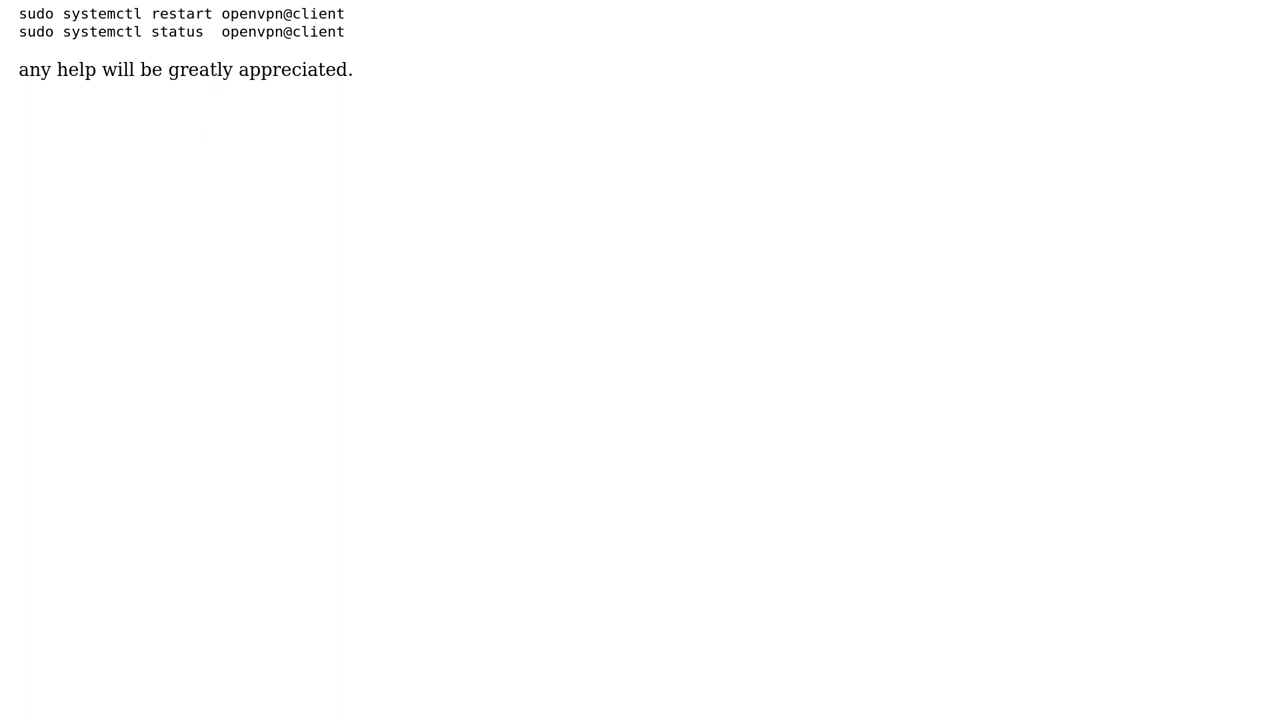 sudo systemctl restart openvpn@client
sudo systemctl status  openvpn@client
any help will be greatly appreciated.